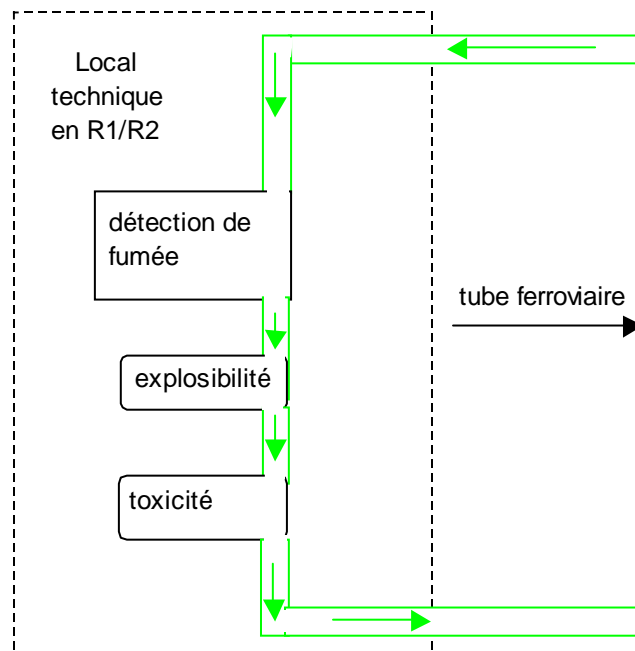 Local
technique
en R1/R2
détection de
fumée
tube ferroviaire
explosibilité
toxicité